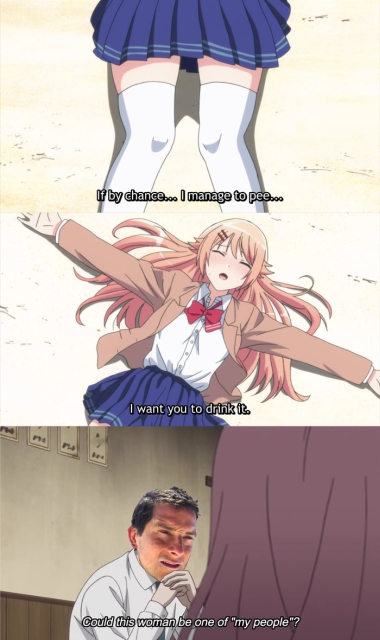 If by chance... I manage to pee...
I want you to drink it.
Could this woman be one of "my people"?